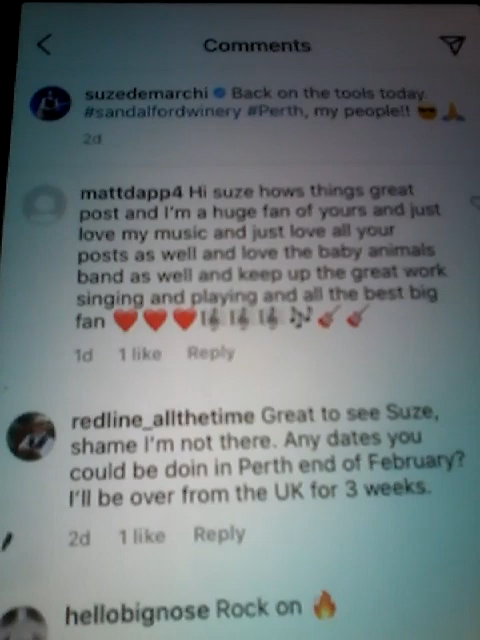 Comments
suzedemarchi Back on the tools today.
#sandalfordwinery #Perth, my people!! 😎🙏
2d
mattdapp4 Hi suze hows things great
post and I'm a huge fan of yours and just
love my music and just love all your
posts as well and love the baby animals
band as well and keep up the great work
singing and playing and all the best big
fan ❤️❤️❤️🎼🎼🎼🎶🎸🎸
1d 1 like Reply
redline_allthetime Great to see Suze,
shame I'm not there. Any dates you
could be doin in Perth end of February?
I'll be over from the UK for 3 weeks.
2d 1 like Reply
hellobignose Rock on 🔥